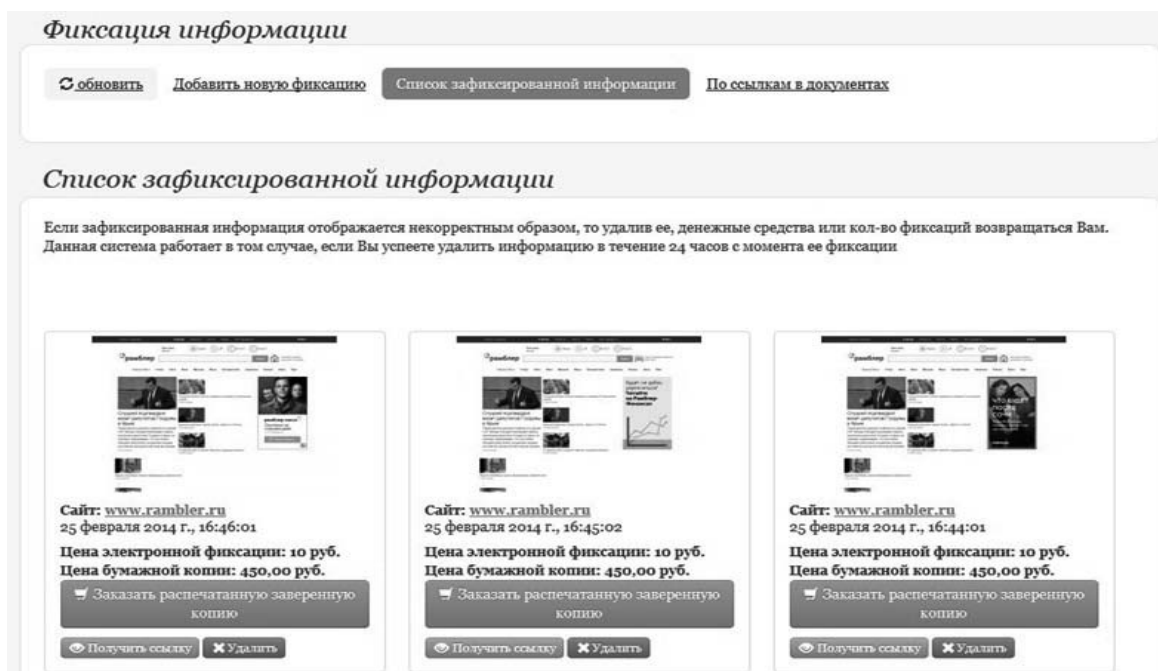 Фиксация информации
обновить Добавить новую фиксацию Список зафиксированной информации По ссылкам в документах
Список зафиксированной информации
Если зафиксированная информация отображается некорректным образом, то удалив ее, денежные средства или кол-во фиксаций возвращаться Вам.
Данная система работает в том случае, если Вы успеете удалить информацию в течение 24 часов с момента ее фиксации
Рамблер
Сайт: www.rambler.ru
25 февраля 2014 г., 16:46:01
Цена электронной фиксации: 10 руб.
Цена бумажной копии: 450,00 руб.
Заказать распечатанную заверенную
копию
Получить ссылку Удалить
Рамблер
Сайт: www.rambler.ru
25 февраля 2014 г., 16:45:02
Цена электронной фиксации: 10 руб.
Цена бумажной копии: 450,00 руб.
Заказать распечатанную заверенную
копию
Получить ссылку Удалить
Рамблер
Сайт: www.rambler.ru
25 февраля 2014 г., 16:44:01
Цена электронной фиксации: 10 руб.
Цена бумажной копии: 450,00 руб.
Заказать распечатанную заверенную
копию
Получить ссылку Удалить